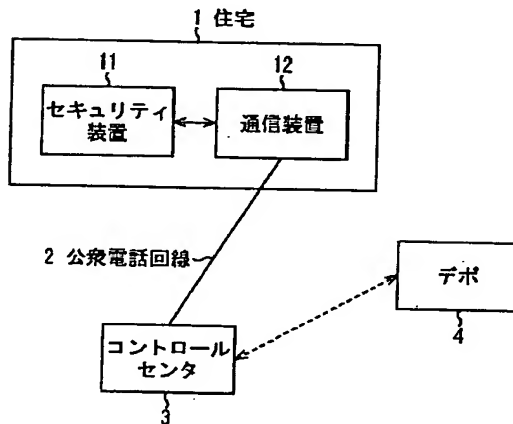 1 住宅
11
12
セキュリティ
装置
通信装置
2 公衆電話回線
デポ
4
コントロール
センタ
3